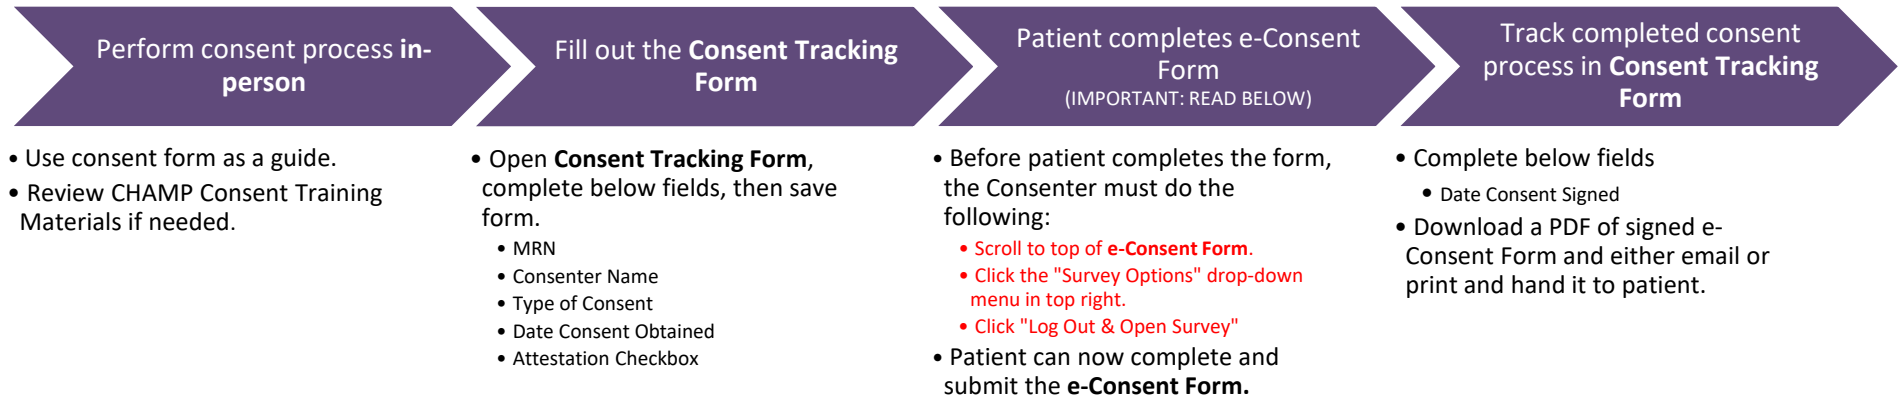 Perform consent process in-
person
• Use consent form as a guide.
• Review CHAMP Consent Training
Materials if needed.
Fill out the Consent Tracking
Form
• Open Consent Tracking Form,
complete below fields, then save
form.
• MRN
• Consenter Name
• Type of Consent
• Date Consent Obtained
• Attestation Checkbox
Patient completes e-Consent
Form
(IMPORTANT: READ BELOW)
• Before patient completes the form,
the Consenter must do the
following:
• Scroll to top of e-Consent Form.
• Click the "Survey Options" drop-down
menu in top right.
• Click "Log Out & Open Survey"
• Patient can now complete and
submit the e-Consent Form.
Track completed consent
process in Consent Tracking
Form
• Complete below fields
• Date Consent Signed
• Download a PDF of signed e-
Consent Form and either email or
print and hand it to patient.